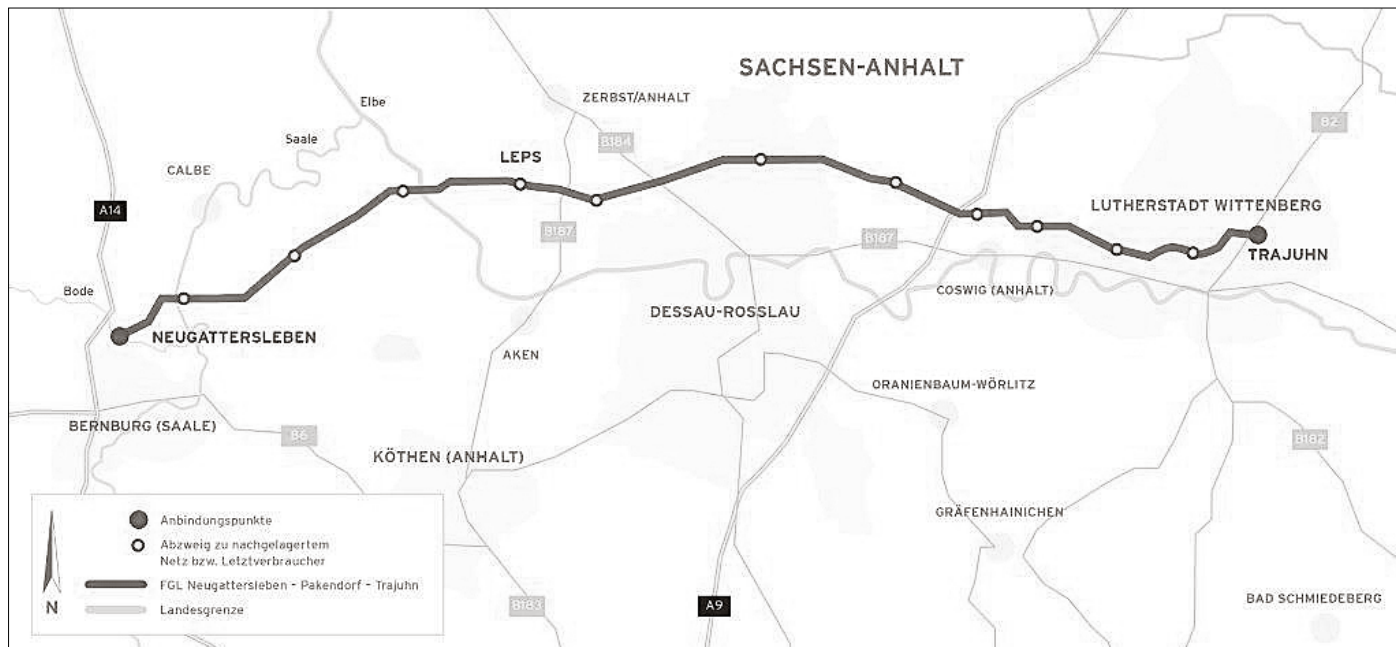 SACHSEN-ANHALT
Elbe
ZERBST/ANHALT
B2
Saale
B184
LEPS
CALBE
A14
LUTHERSTADT WITTENBERG
B187
B187
TRAJUHN
Bode
COSWIG (ANHALT)
DESSAU-ROSSLAU
NEUGATTERSLEBEN
AKEN
ORANIENBAUM-WÖRLITZ
BERNBURG (SAALE)
B6
B182
KÖTHEN (ANHALT)
GRÄFENHAINICHEN
Anbindungspunkte
Abzweig zu nachgelagertem
Netz bzw. Letztverbraucher
FGL Neugattersleben - Pakendorf - Trajuhn
Landesgrenze
N
B183
A9
BAD SCHMIEDEBERG